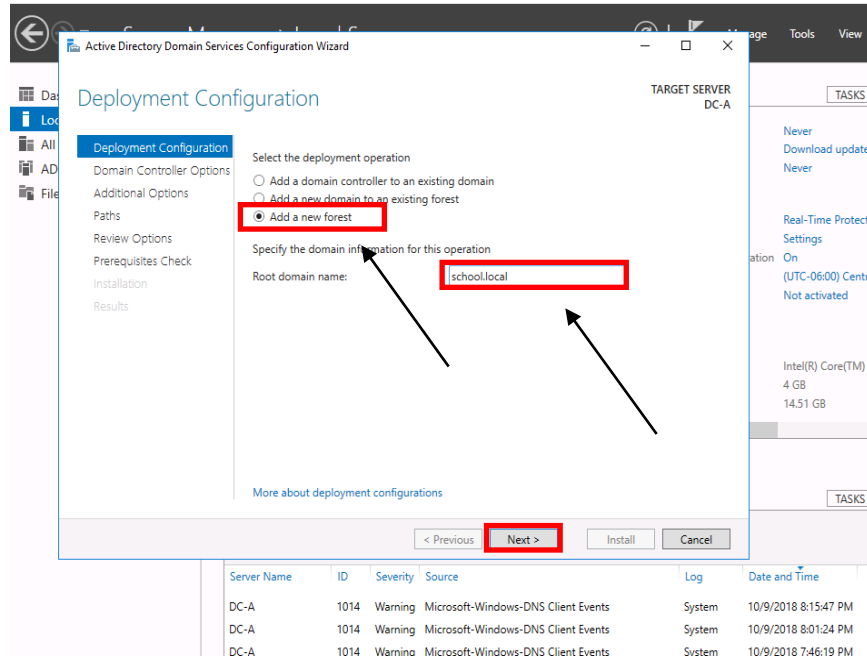 Manage
Tools
View
Active Directory Domain Services Configuration Wizard
Deployment Configuration
TARGET SERVER
DC-A
Deployment Configuration
Domain Controller Options
Additional Options
Paths
Review Options
Prerequisites Check
Installation
Results
Select the deployment operation
Add a domain controller to an existing domain
Add a new domain to an existing forest
Add a new forest
Specify the domain information for this operation
Root domain name:
school.local
More about deployment configurations
< Previous
Next >
Install
Cancel
All
AD
File
TASKS
Never
Download update
Never
Real-Time Protect
Settings
ation On
(UTC-06:00) Centr
Not activated
Intel(R) Core(TM)
4 GB
14.51 GB
TASKS
Server Name ID Severity Source Log Date and Time
DC-A 1014 Warning Microsoft-Windows-DNS Client Events System 10/9/2018 8:15:47 PM
DC-A 1014 Warning Microsoft-Windows-DNS Client Events System 10/9/2018 8:01:24 PM
DC-A 1014 Warning Microsoft-Windows-DNS Client Events System 10/9/2018 7:46:19 PM